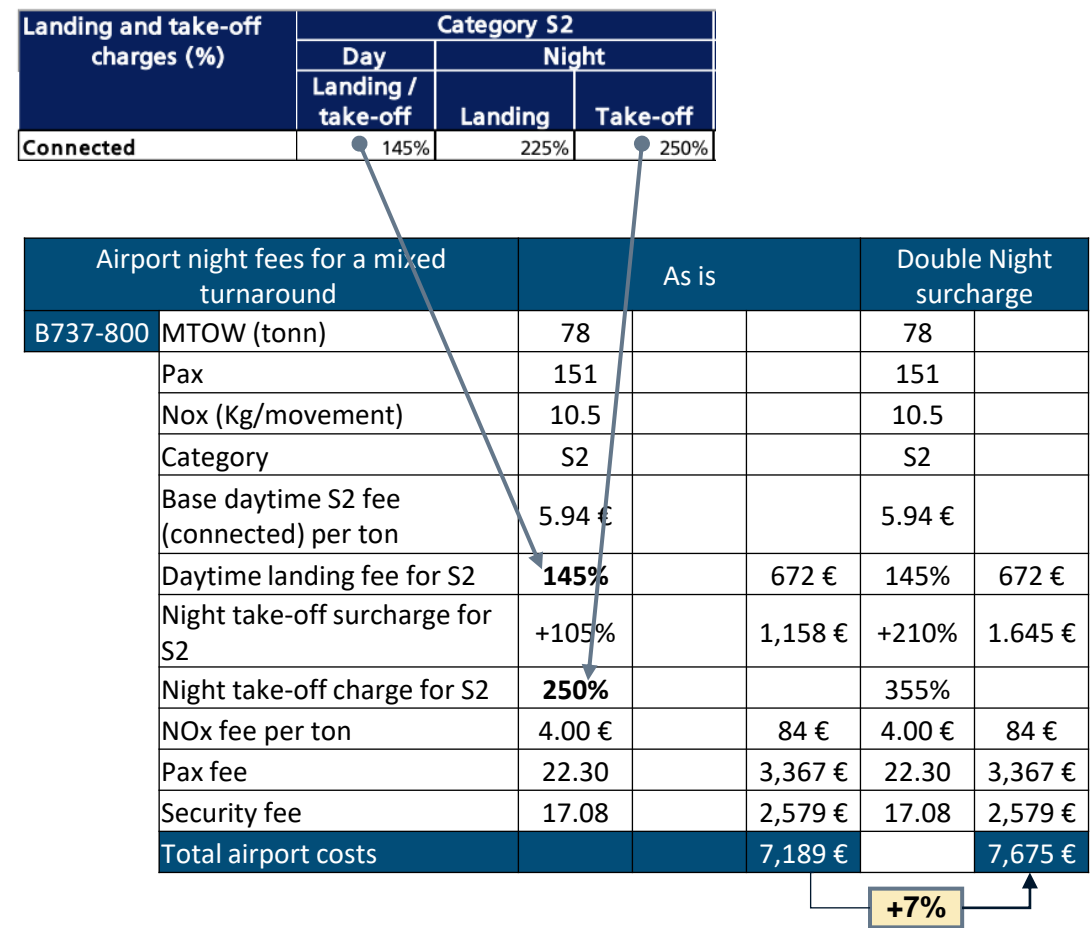 Landing and take-off charges (%) Category S2
Day Night
Landing / take-off Landing Take-off
Connected 145% 225% 250%
Airport night fees for a mixed turnaround As is Double Night surcharge
B737-800 MTOW (tonn) 78 78
Pax 151 151
Nox (Kg/movement) 10.5 10.5
Category S2 S2
Base daytime S2 fee (connected) per ton 5.94 € 5.94 €
Daytime landing fee for S2 145% 672 € 145% 672 €
Night take-off surcharge for S2 +105% 1,158 € +210% 1.645 €
Night take-off charge for S2 250% 355%
NOx fee per ton 4.00 € 84 € 4.00 € 84 €
Pax fee 22.30 3,367 € 22.30 3,367 €
Security fee 17.08 2,579 € 17.08 2,579 €
Total airport costs 7,189 € 7,675 €
+7%